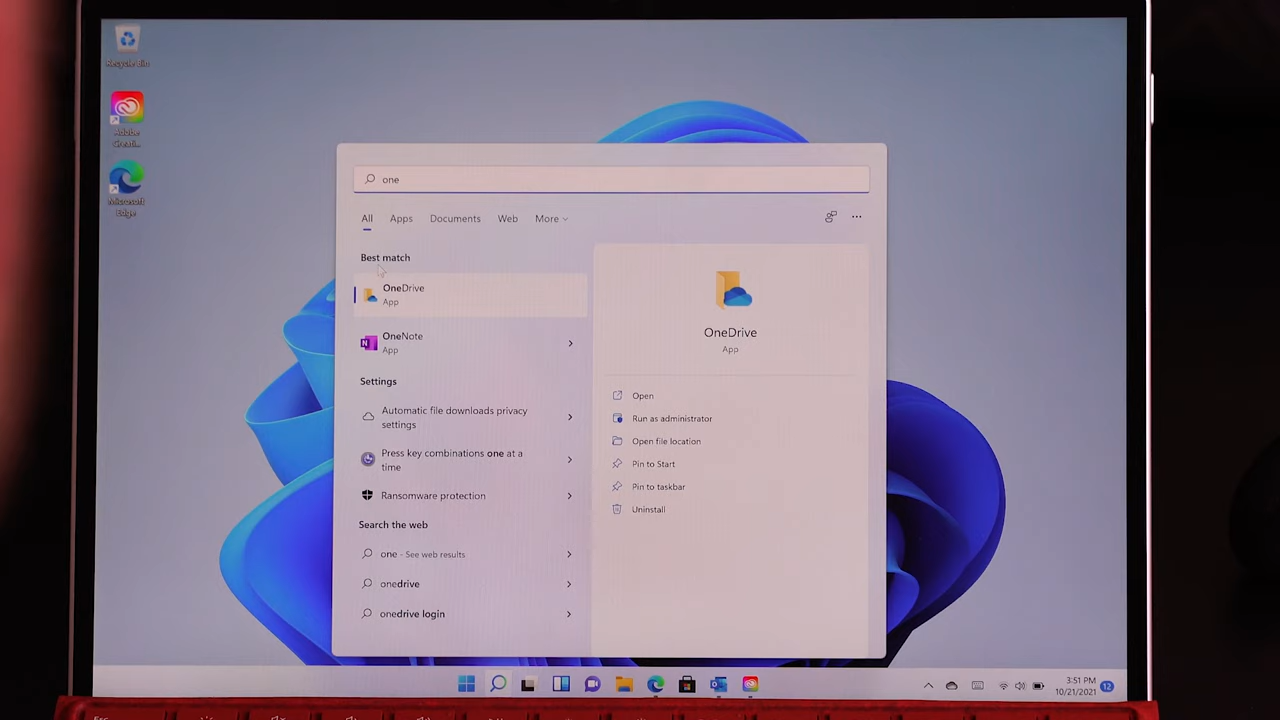 Recycle Bin
Adobe
Creati...
Microsoft
Edge
one
All Apps Documents Web More
Best match
OneDrive
App
OneNote
App
Settings
Automatic file downloads privacy
settings
Press key combinations one at a
time
Ransomware protection
Search the web
one - See web results
onedrive
onedrive login
OneDrive
App
Open
Run as administrator
Open file location
Pin to Start
Pin to taskbar
Uninstall
3:51 PM
10/21/2021
12